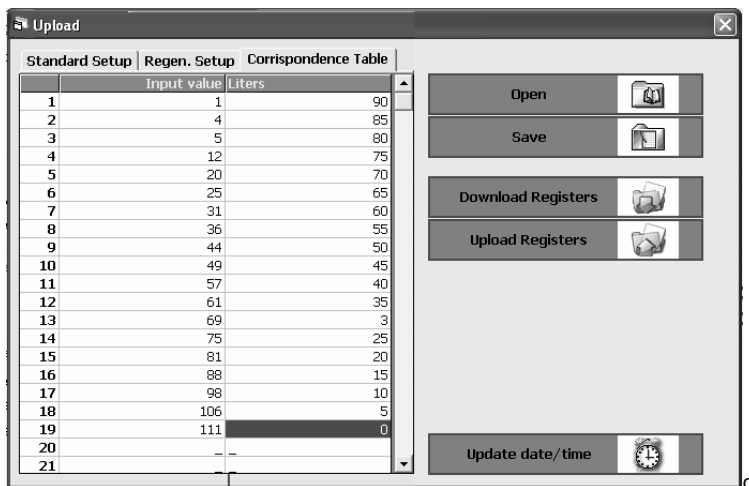 Upload
Standard Setup Regen. Setup Corrispondence Table
Input value Liters
1 1 90
2 4 85
3 5 80
4 12 75
5 20 70
6 25 65
7 31 60
8 36 55
9 44 50
10 49 45
11 57 40
12 61 35
13 69 3
14 75 25
15 81 20
16 88 15
17 98 10
18 106 5
19 111 0
20 _ _
21 _ _
Open
Save
Download Registers
Upload Registers
Update date/time